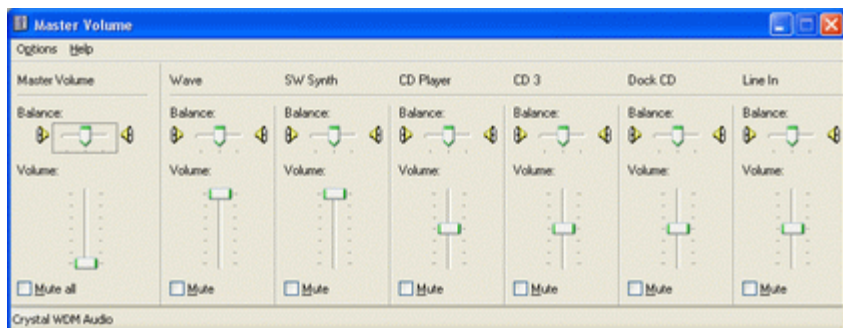 Master Volume
Options Help
Master Volume Wave SW Synth CD Player CD 3 Dock CD Line In
Balance: Balance: Balance: Balance: Balance: Balance: Balance:
Volume: Volume: Volume: Volume: Volume: Volume: Volume:
Mute all Mute Mute Mute Mute Mute Mute
Crystal WDM Audio